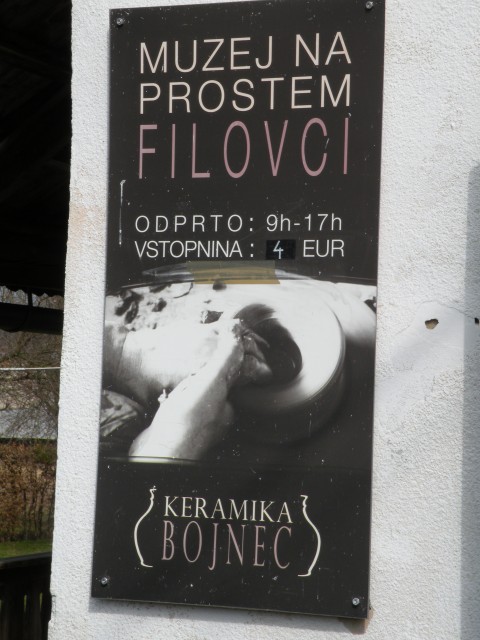 MUZEJ NA
PROSTEM
FILOVCI
ODPRTO: 9h-17h
VSTOPNINA: 4 EUR
KERAMIKA
BOJNEC